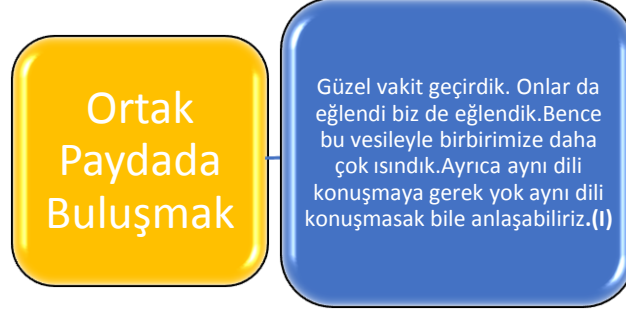 Ortak
Paydada
Buluşmak
Güzel vakit geçirdik. Onlar da
eğlendi biz de eğlendik.Bence
bu vesileyle birbirimize daha
çok ısındık.Ayrıca aynı dili
konuşmaya gerek yok aynı dili
konuşmasak bile anlaşabiliriz.(I)